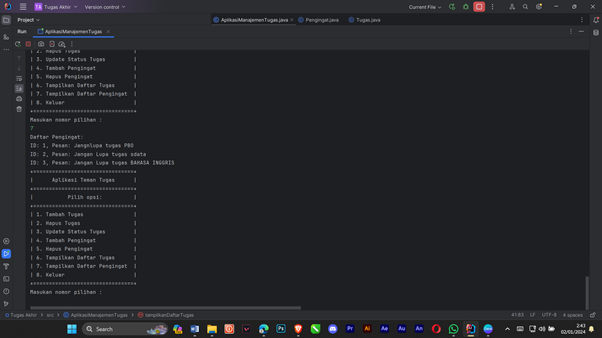 TA Tugas Akhir Version control Current File
Project AplikasiManajemenTugas.java Pengingat.java Tugas.java
Run AplikasiManajemenTugas
| 2. Hapus Tugas |
| 3. Update Status Tugas |
| 4. Tambah Pengingat |
| 5. Hapus Pengingat |
| 6. Tampilkan Daftar Tugas |
| 7. Tampilkan Daftar Pengingat |
| 8. Keluar |
+===============================+
Masukan nomor pilihan :
7
Daftar Pengingat:
ID: 1, Pesan: Jangnlupa tugas PBO
ID: 2, Pesan: Jangan Lupa tugas sdata
ID: 3, Pesan: Jangan Lupa tugas BAHASA INGGRIS
+===============================+
| Aplikasi Teman Tugas |
+===============================+
| Pilih opsi: |
+===============================+
| 1. Tambah Tugas |
| 2. Hapus Tugas |
| 3. Update Status Tugas |
| 4. Tambah Pengingat |
| 5. Hapus Pengingat |
| 6. Tampilkan Daftar Tugas |
| 7. Tampilkan Daftar Pengingat |
| 8. Keluar |
+===============================+
Masukan nomor pilihan :
Tugas Akhir > src > AplikasiManajemenTugas > tampilkanDaftarTugas 41:83 LF UTF-8 4 spaces
Search Ps Pr Ai Ae Au An 2:43
02/01/2024